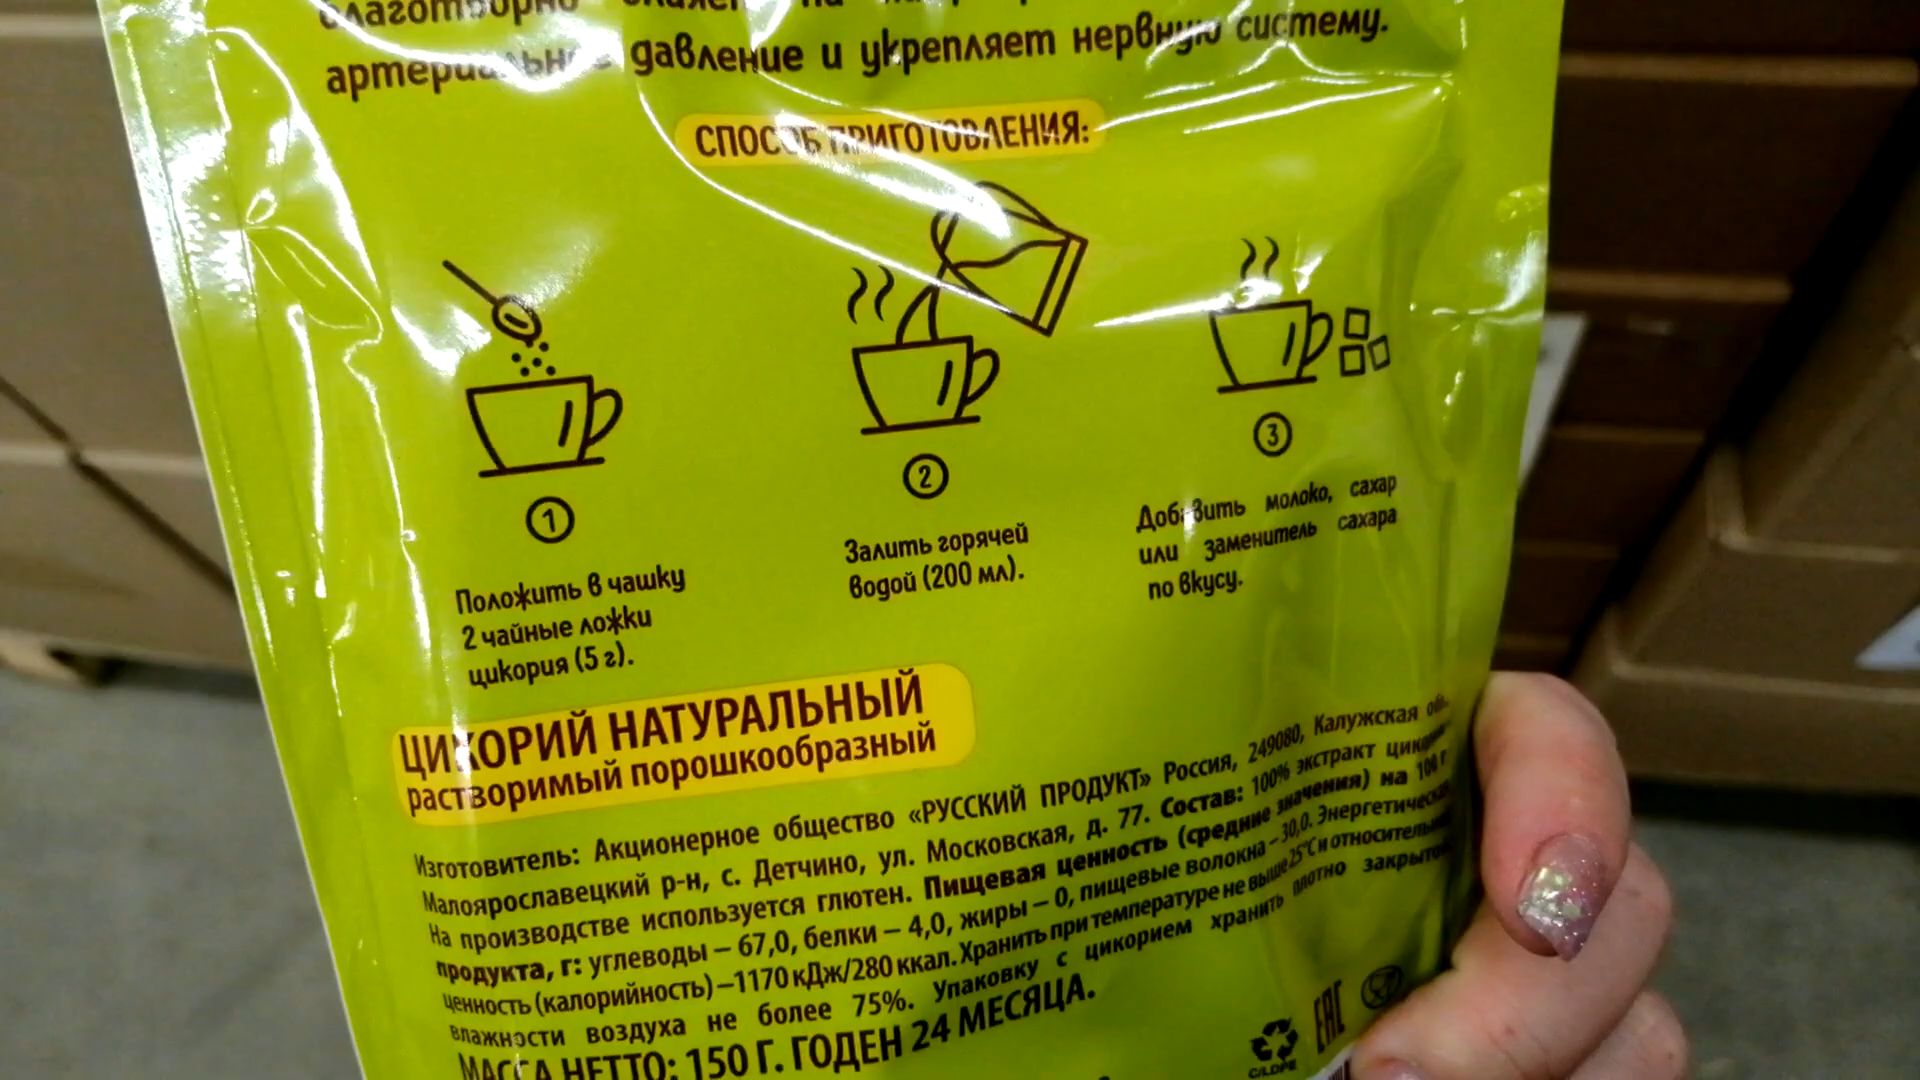 давление и укрепляет нервную систему.
СПОСОБ ПРИГОТОВЛЕНИЯ:
1
Положить в чашку
2 чайные ложки
цикория (5 г).
2
Залить горячей
водой (200 мл).
3
Добавить молоко, сахар
или заменитель сахара
по вкусу.
ЦИКОРИЙ НАТУРАЛЬНЫЙ
растворимый порошкообразный
Изготовитель: Акционерное общество «РУССКИЙ ПРОДУКТ» Россия, 249080, Калужская обл.,
Малоярославецкий р-н, с. Детчино, ул. Московская, д. 77. Состав: 100% экстракт
На производстве используется глютен. Пищевая ценность (средние значения) на 100 г
продукта, г: углеводы – 67,0, белки – 4,0, жиры – 0, пищевые волокна – 30,0. Энергетическая
ценность (калорийность) – 1170 кДж/280 ккал. Хранить при температуре не выше 25°С и относительной
влажности воздуха не более 75%. Упаковку с цикорием хранить плотно закрытой
МАССА НЕТТО: 150 Г. ГОДЕН 24 МЕСЯЦА.
C/LDPE
EAC